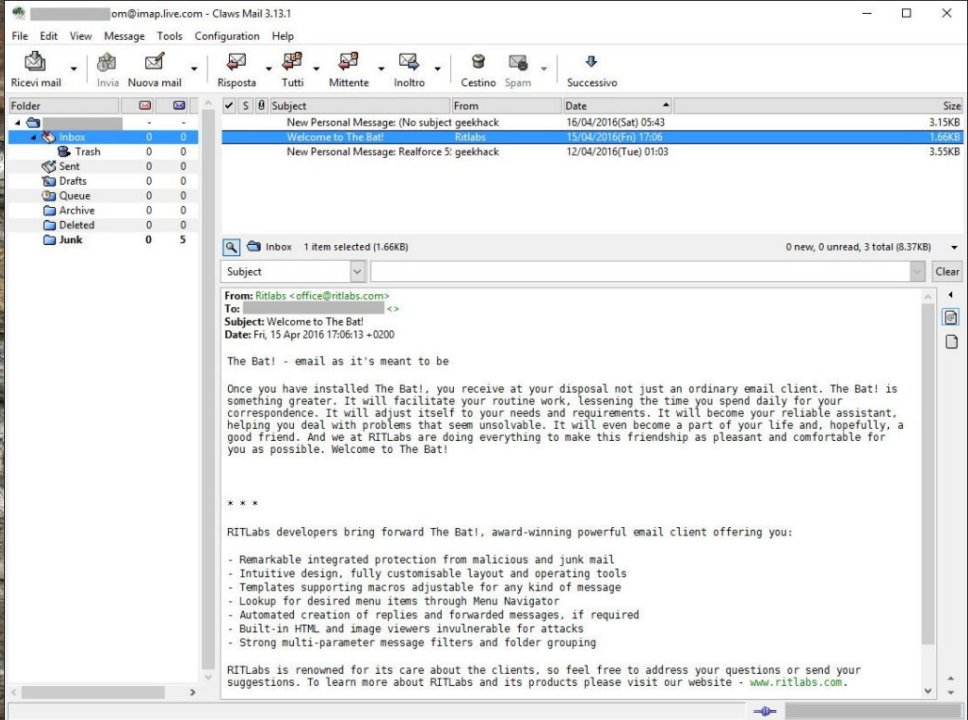 om@imap.live.com - Claws Mail 3.13.1
File Edit View Message Tools Configuration Help
Ricevi mail Invia Nuova mail Risposta Tutti Mittente Inoltro Cestino Spam Successivo
Folder
Inbox 0 0
Trash 0 0
Sent 0 0
Drafts 0 0
Queue 0 0
Archive 0 0
Deleted 0 0
Junk 0 5
S Subject From Date Size
New Personal Message: (No subject geekhack 16/04/2016(Sat) 05:43 3.15KB
Welcome to The Bat! Ritlabs 15/04/2016(Fri) 17:06 1.66KB
New Personal Message: Realforce 5: geekhack 12/04/2016(Tue) 01:03 3.55KB
Inbox 1 item selected (1.66KB) 0 new, 0 unread, 3 total (8.37KB)
Subject Clear
From: Ritlabs <office@ritlabs.com>
To: <>
Subject: Welcome to The Bat!
Date: Fri, 15 Apr 2016 17:06:13 +0200
The Bat! - email as it's meant to be
Once you have installed The Bat!, you receive at your disposal not just an ordinary email client. The Bat! is
something greater. It will facilitate your routine work, lessening the time you spend daily for your
correspondence. It will adjust itself to your needs and requirements. It will become your reliable assistant,
helping you deal with problems that seem unsolvable. It will even become a part of your life and, hopefully, a
good friend. And we at RITLabs are doing everything to make this friendship as pleasant and comfortable for
you as possible. Welcome to The Bat!
* * *
RITLabs developers bring forward The Bat!, award-winning powerful email client offering you:
- Remarkable integrated protection from malicious and junk mail
- Intuitive design, fully customisable layout and operating tools
- Templates supporting macros adjustable for any kind of message
- Lookup for desired menu items through Menu Navigator
- Automated creation of replies and forwarded messages, if required
- Built-in HTML and image viewers invulnerable for attacks
- Strong multi-parameter message filters and folder grouping
RITLabs is renowned for its care about the clients, so feel free to address your questions or send your
suggestions. To learn more about RITLabs and its products please visit our website - www.ritlabs.com.